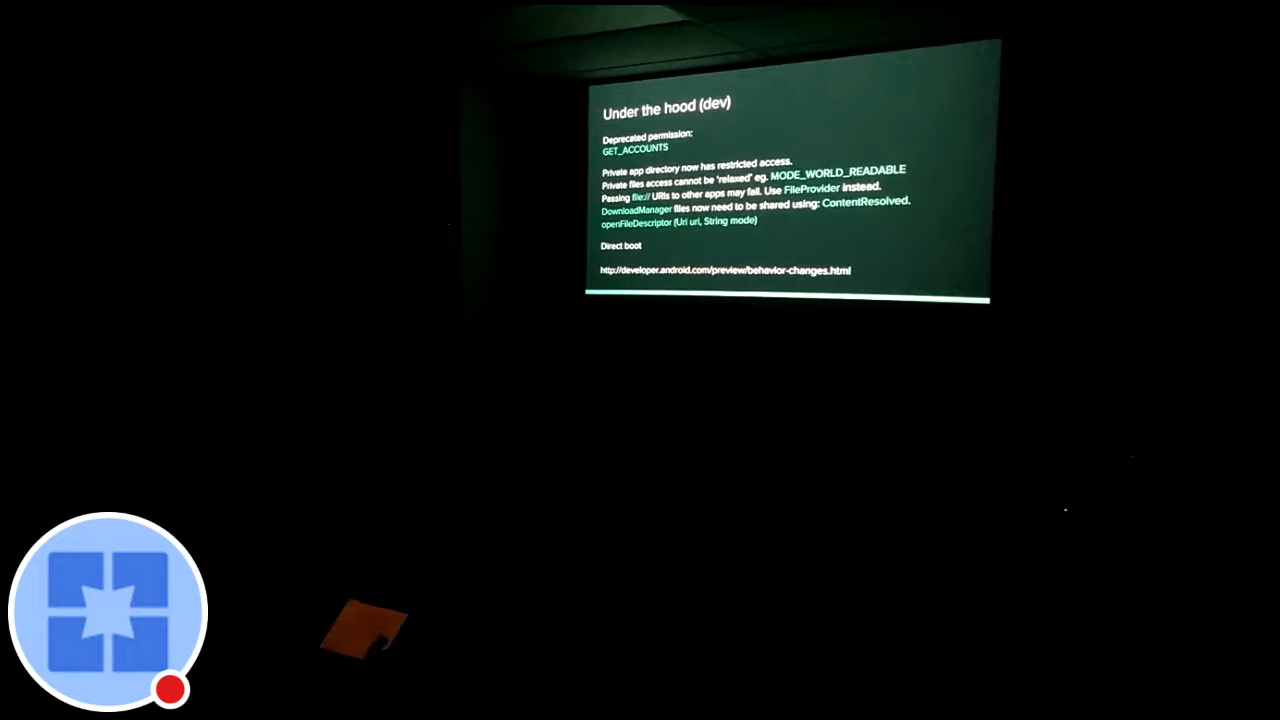 Under the hood (dev)
Deprecated permission:
GET_ACCOUNTS
Private app directory now has restricted access.
Private files access cannot be 'relaxed' eg. MODE_WORLD_READABLE
Passing file:// URIs to other apps may fail. Use FileProvider instead.
DownloadManager files now need to be shared using: ContentResolved.
openFileDescriptor (Uri uri, String mode)
Direct boot
http://developer.android.com/preview/behavior-changes.html